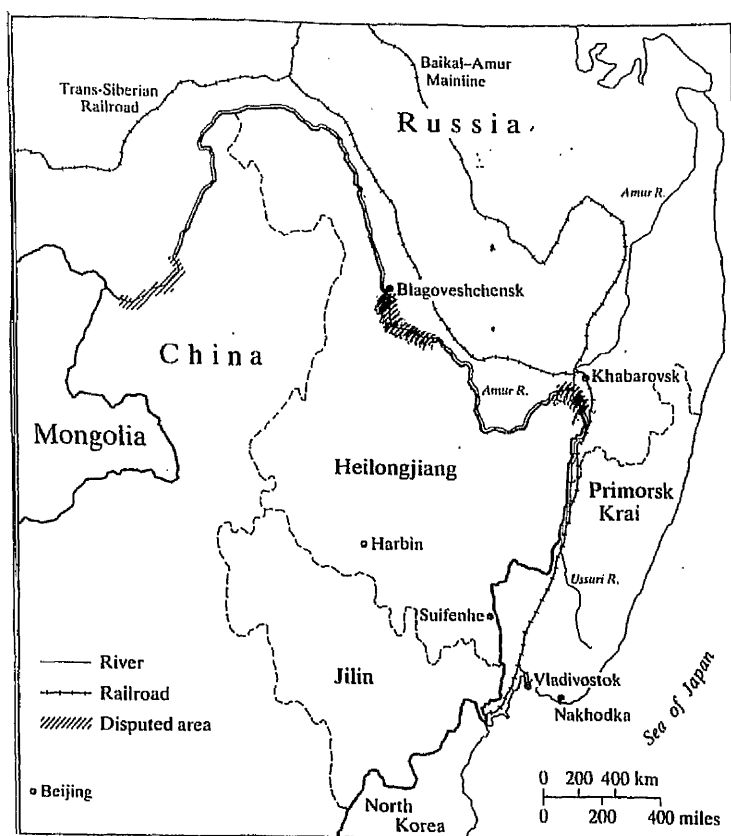 Baikal–Amur
Mainline
Trans-Siberian
Railroad
Russia
Amur R.
Blagoveshchensk
China
Khabarovsk
Amur R.
Mongolia
Heilongjiang
Primorsk
Krai
Harbin
Ussuri R.
Suifenhe
River
Railroad
Disputed area
Jilin
Vladivostok
Nakhodka
Sea of Japan
Beijing
North
Korea
0 200 400 km
0 200 400 miles